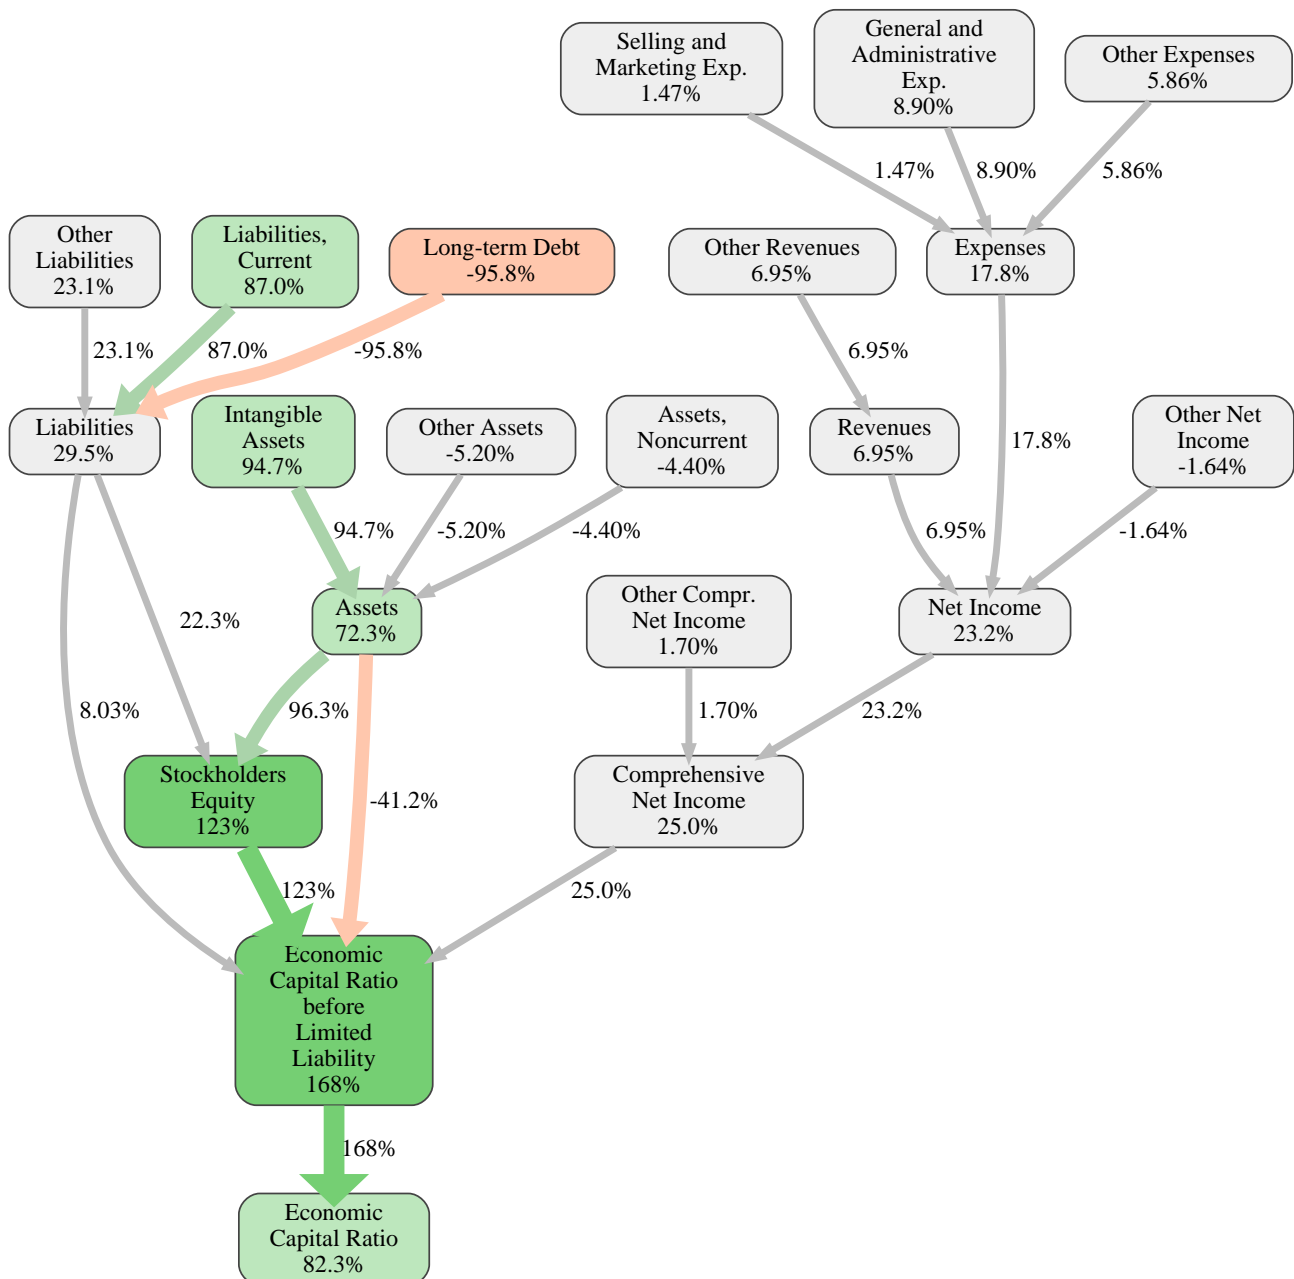 Selling and
Marketing Exp.
1.47%
General and
Administrative
Exp.
8.90%
Other Expenses
5.86%
1.47%
8.90%
5.86%
Other
Liabilities
23.1%
Liabilities,
Current
87.0%
Long-term Debt
-95.8%
Other Revenues
6.95%
Expenses
17.8%
23.1%
87.0%
-95.8%
6.95%
Liabilities
29.5%
Intangible
Assets
94.7%
Other Assets
-5.20%
Assets,
Noncurrent
-4.40%
Revenues
6.95%
17.8%
Other Net
Income
-1.64%
94.7%
-5.20%
-4.40%
6.95%
-1.64%
22.3%
Assets
72.3%
Other Compr.
Net Income
1.70%
Net Income
23.2%
8.03%
96.3%
1.70%
23.2%
Stockholders
Equity
123%
-41.2%
Comprehensive
Net Income
25.0%
123%
25.0%
Economic
Capital Ratio
before
Limited
Liability
168%
168%
Economic
Capital Ratio
82.3%